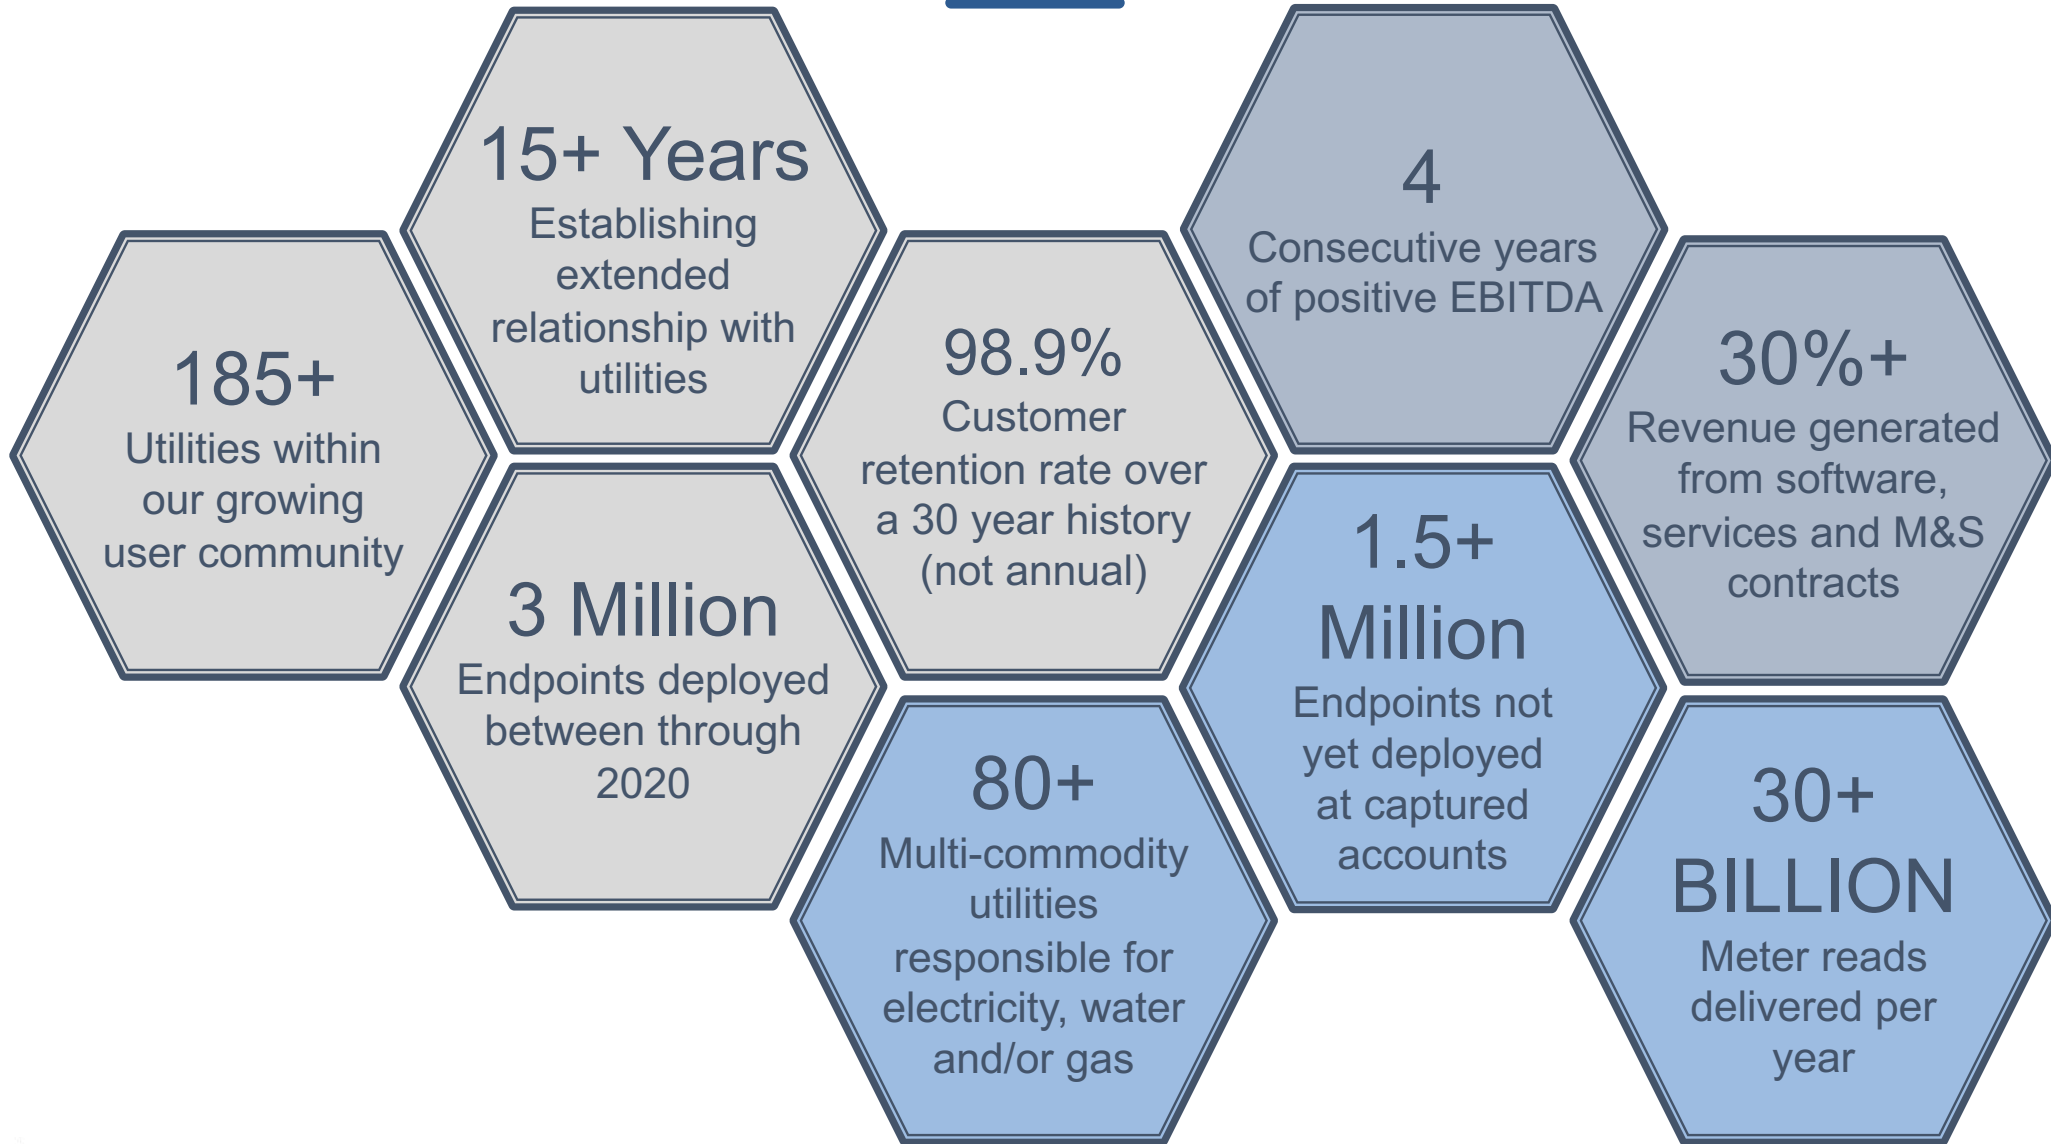 15+ Years
Establishing
extended
relationship with
utilities
4
Consecutive years
of positive EBITDA
185+
Utilities within
our growing
user community
98.9%
Customer
retention rate over
a 30 year history
(not annual)
30%+
Revenue generated
from software,
services and M&S
contracts
3 Million
Endpoints deployed
between through
2020
1.5+
Million
Endpoints not
yet deployed
at captured
accounts
80+
Multi-commodity
utilities
responsible for
electricity, water
and/or gas
30+
BILLION
Meter reads
delivered per
year